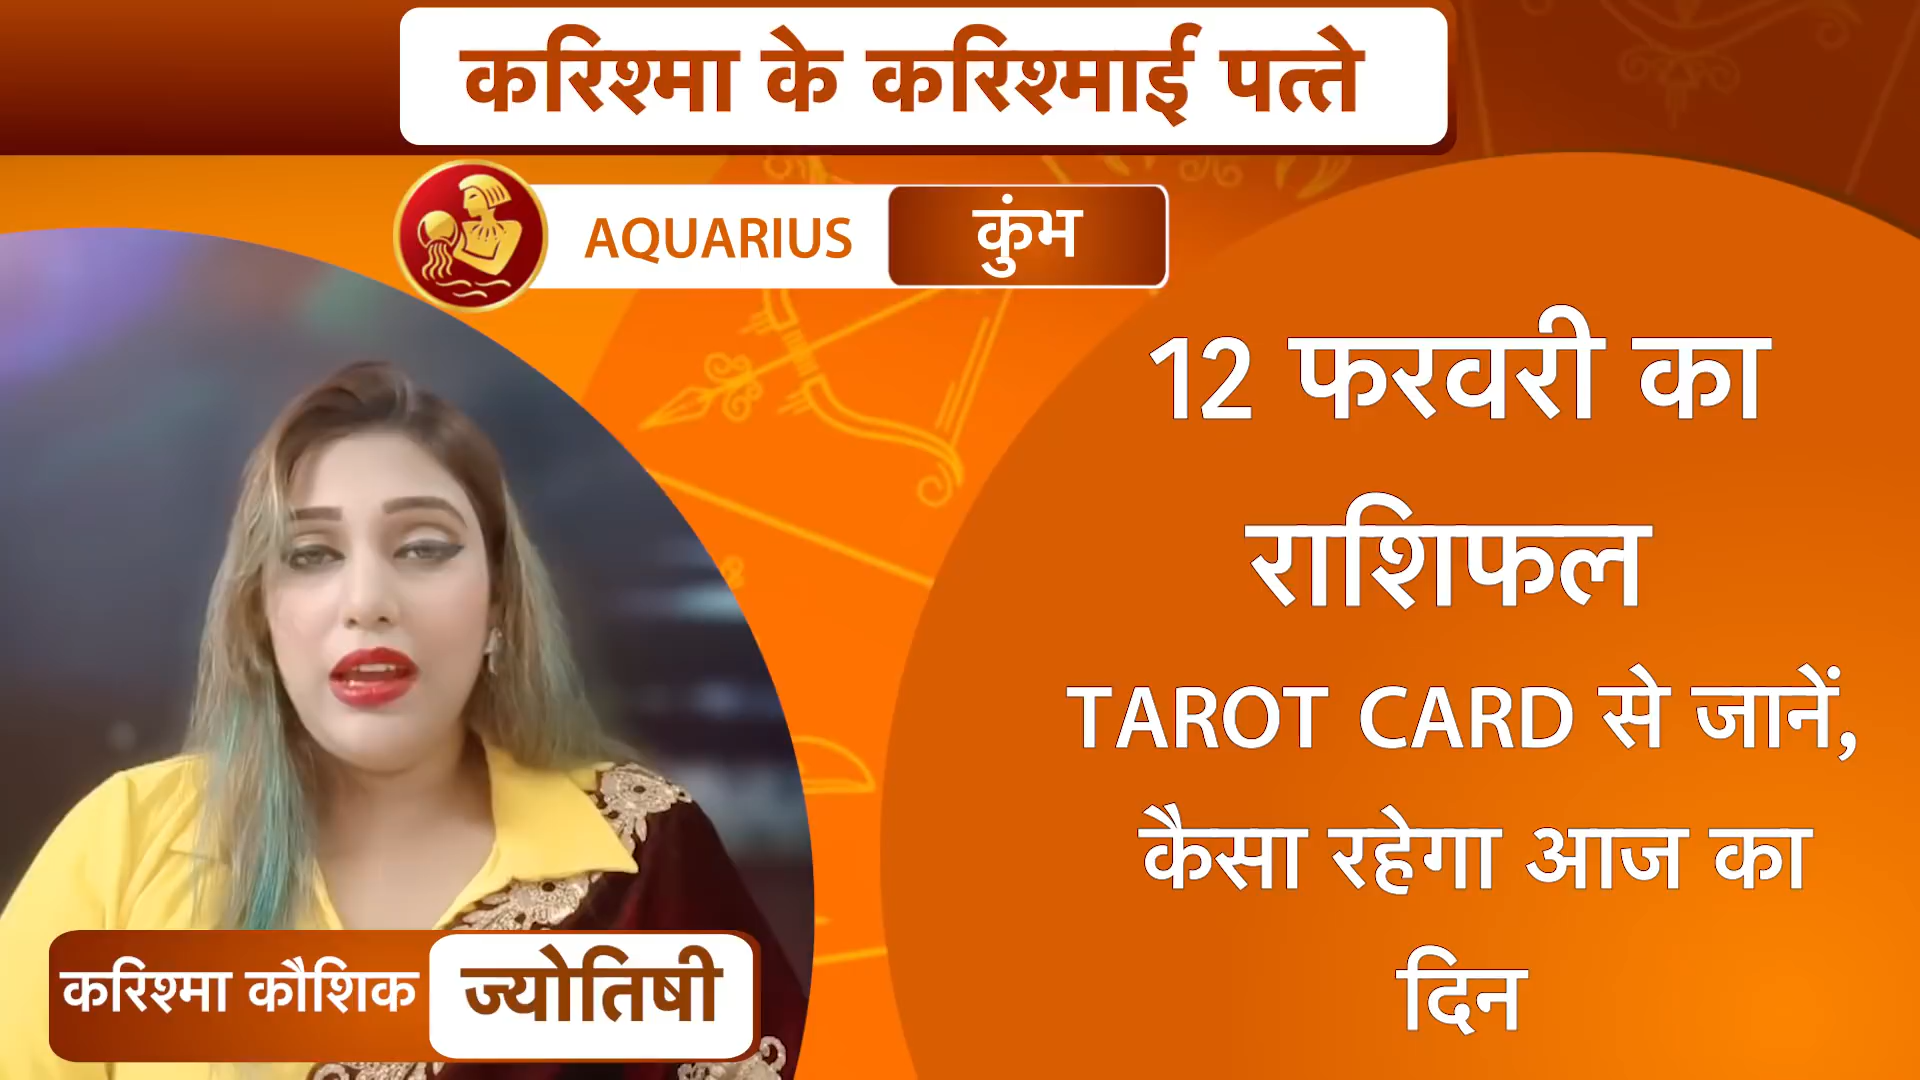 करिश्मा के करिश्माई पत्ते
AQUARIUS कुंभ
12 फरवरी का
राशिफल
TAROT CARD से जानें,
कैसा रहेगा आज का
दिन
करिश्मा कौशिक ज्योतिषी